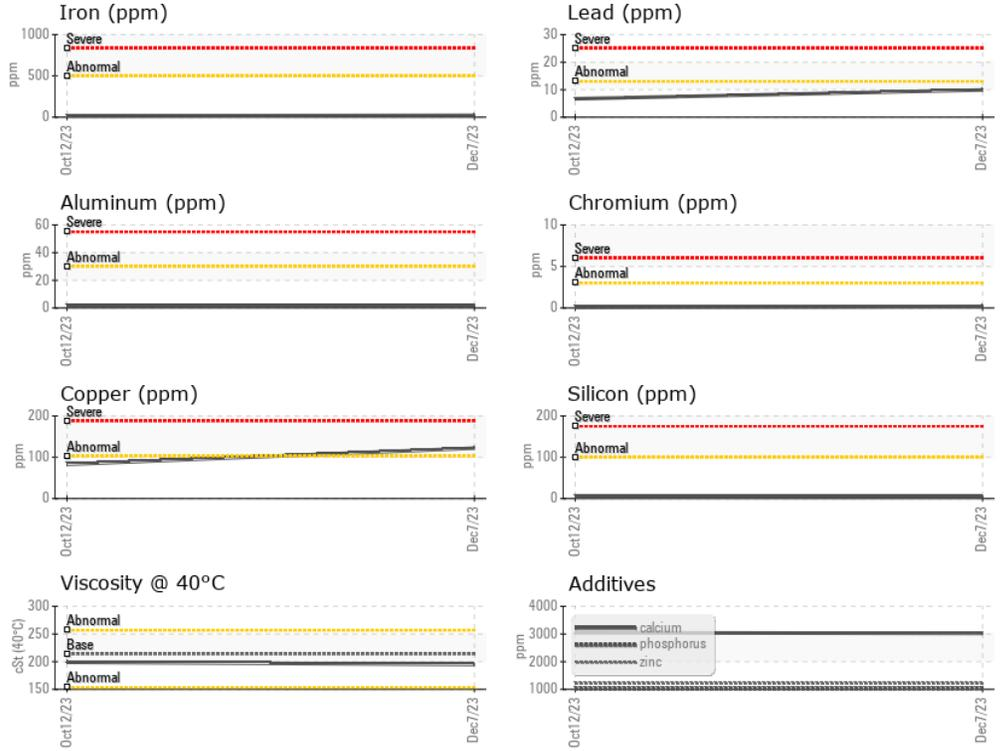 Iron (ppm)
1000
500
0
ppm
Severe
Abnormal
Oct12/23
Dec7/23
Lead (ppm)
30
20
10
0
ppm
Severe
Abnormal
Oct12/23
Dec7/23
Aluminum (ppm)
60
40
20
0
ppm
Severe
Abnormal
Oct12/23
Dec7/23
Chromium (ppm)
10
5
0
ppm
Severe
Abnormal
Oct12/23
Dec7/23
Copper (ppm)
200
100
0
ppm
Severe
Abnormal
Oct12/23
Dec7/23
Silicon (ppm)
200
100
0
ppm
Severe
Abnormal
Oct12/23
Dec7/23
Viscosity @ 40°C
300
250
200
150
cSt (40°C)
Abnormal
Base
Abnormal
Oct12/23
Dec7/23
Additives
4000
3000
2000
1000
ppm
calcium
phosphorus
zinc
Oct12/23
Dec7/23